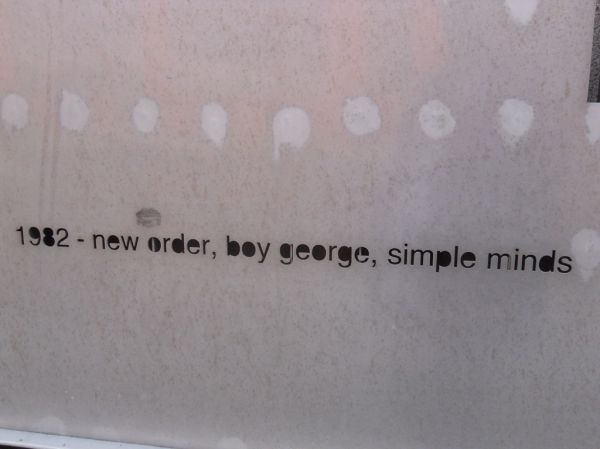 1982 - new order, boy george, simple minds